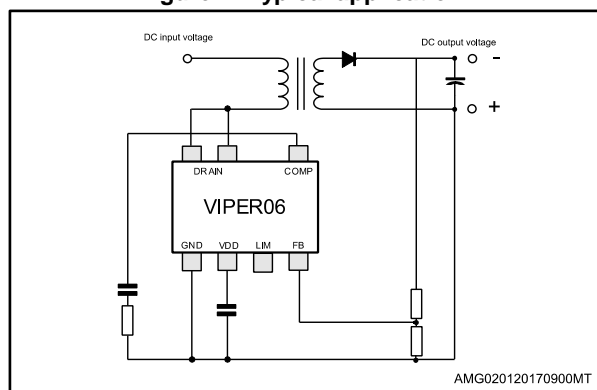 DC input voltage
DC output voltage
-
+
DRAIN
COMP
VIPER06
GND
VDD
LIM
FB
AMG020120170900MT